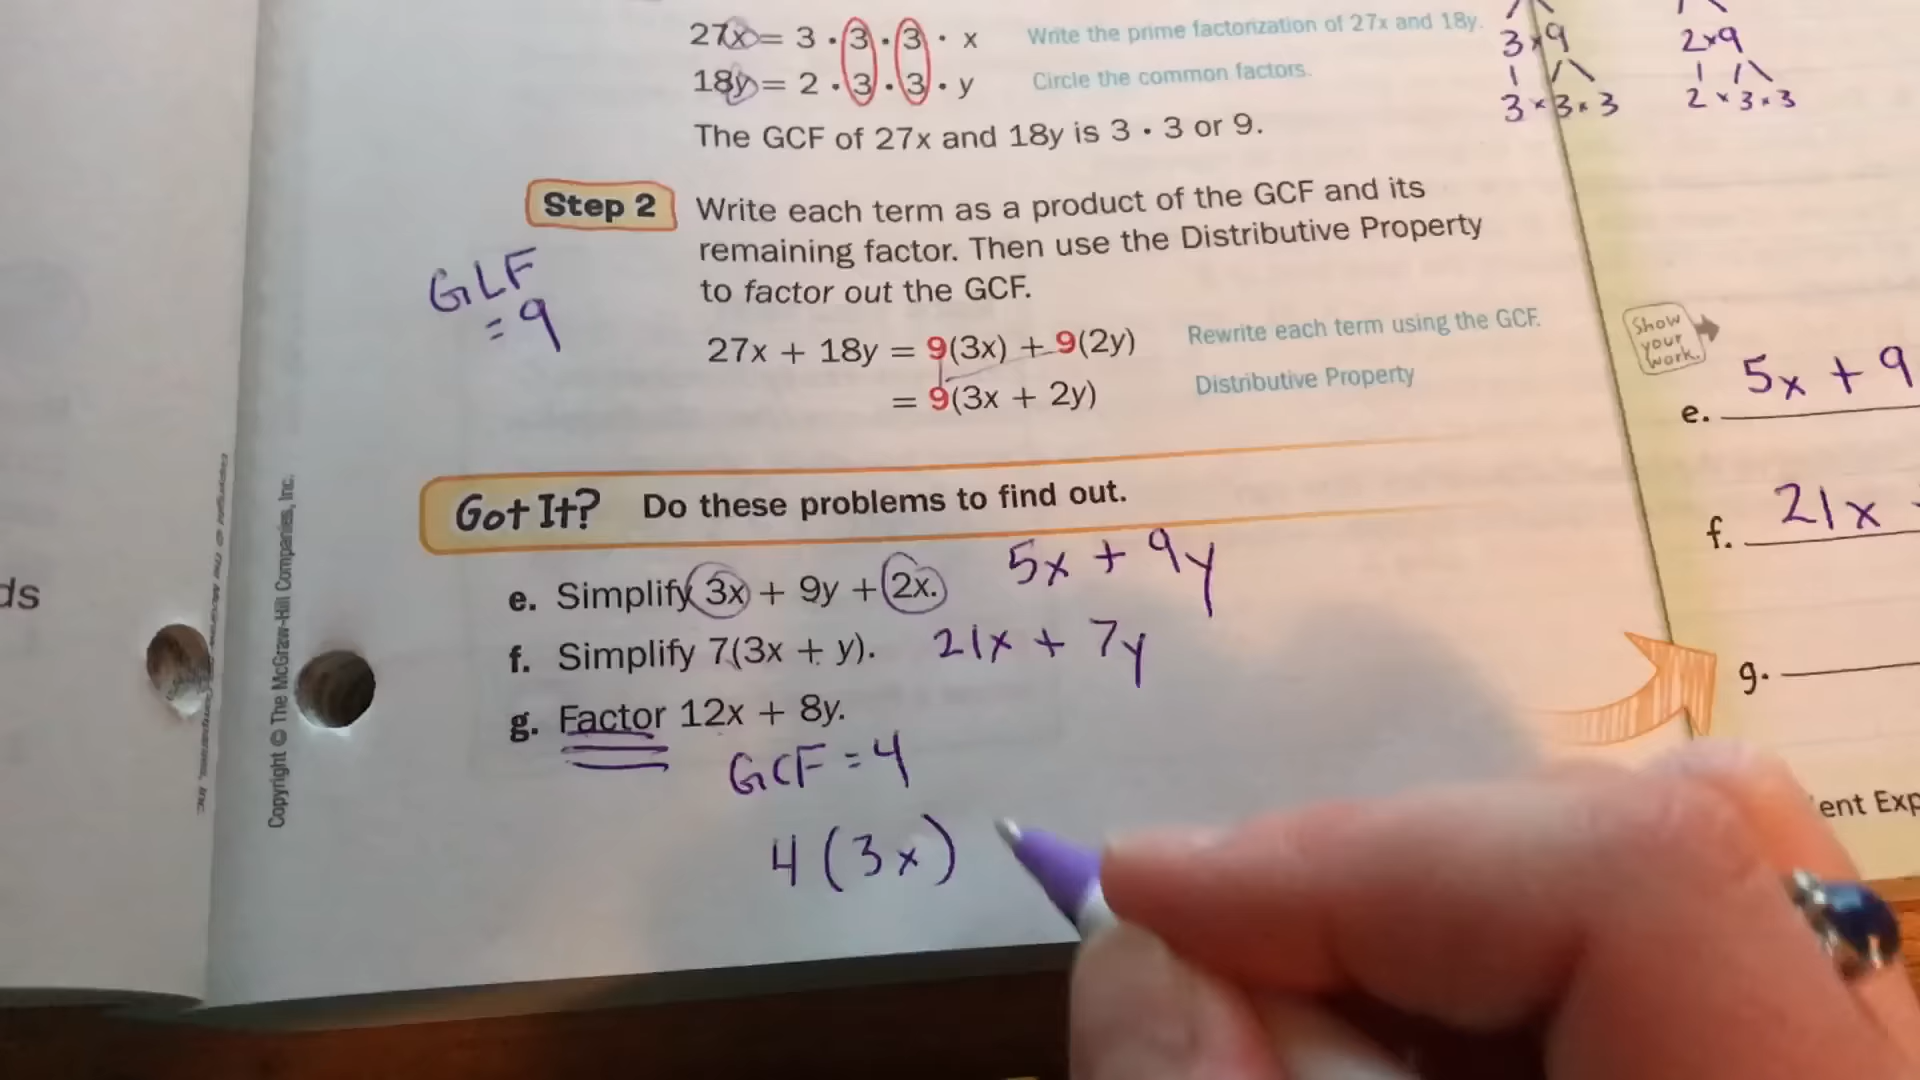 27x = 3 · 3 · 3 · x Write the prime factorization of 27x and 18y.
18y = 2 · 3 · 3 · y Circle the common factors.
The GCF of 27x and 18y is 3 · 3 or 9.
3 × 9
3 × 3 × 3
2 × 9
2 × 3 × 3
Step 2 Write each term as a product of the GCF and its
remaining factor. Then use the Distributive Property
to factor out the GCF.
GLF
= 9
27x + 18y = 9(3x) + 9(2y) Rewrite each term using the GCF.
= 9(3x + 2y) Distributive Property
Got It? Do these problems to find out.
e. Simplify 3x + 9y + 2x. 5x + 9y
f. Simplify 7(3x + y). 21x + 7y
g. Factor 12x + 8y.
GCF = 4
4 (3x)
Show
your
work.
e. 5x + 9
f. 21x
g.
ent Exp
ds
Copyright © The McGraw-Hill Companies, Inc.